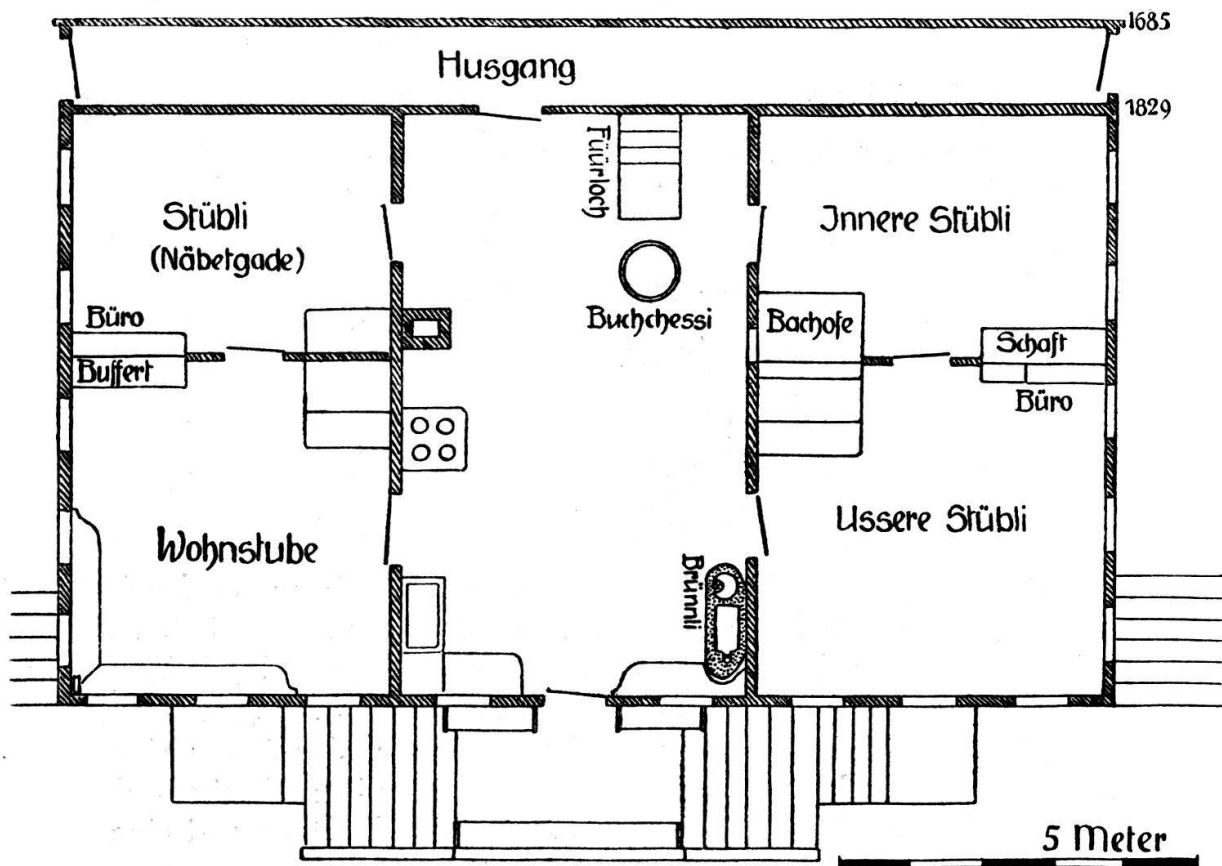 1685
Husgang
1829
Füürloch
Stübli
(Näbetgade)
Innere Stübli
Büro
Buchchessi
Bachofe
Schaft
Buffert
Büro
Wohnstube
Ussere Stübli
Brünnli
5 Meter